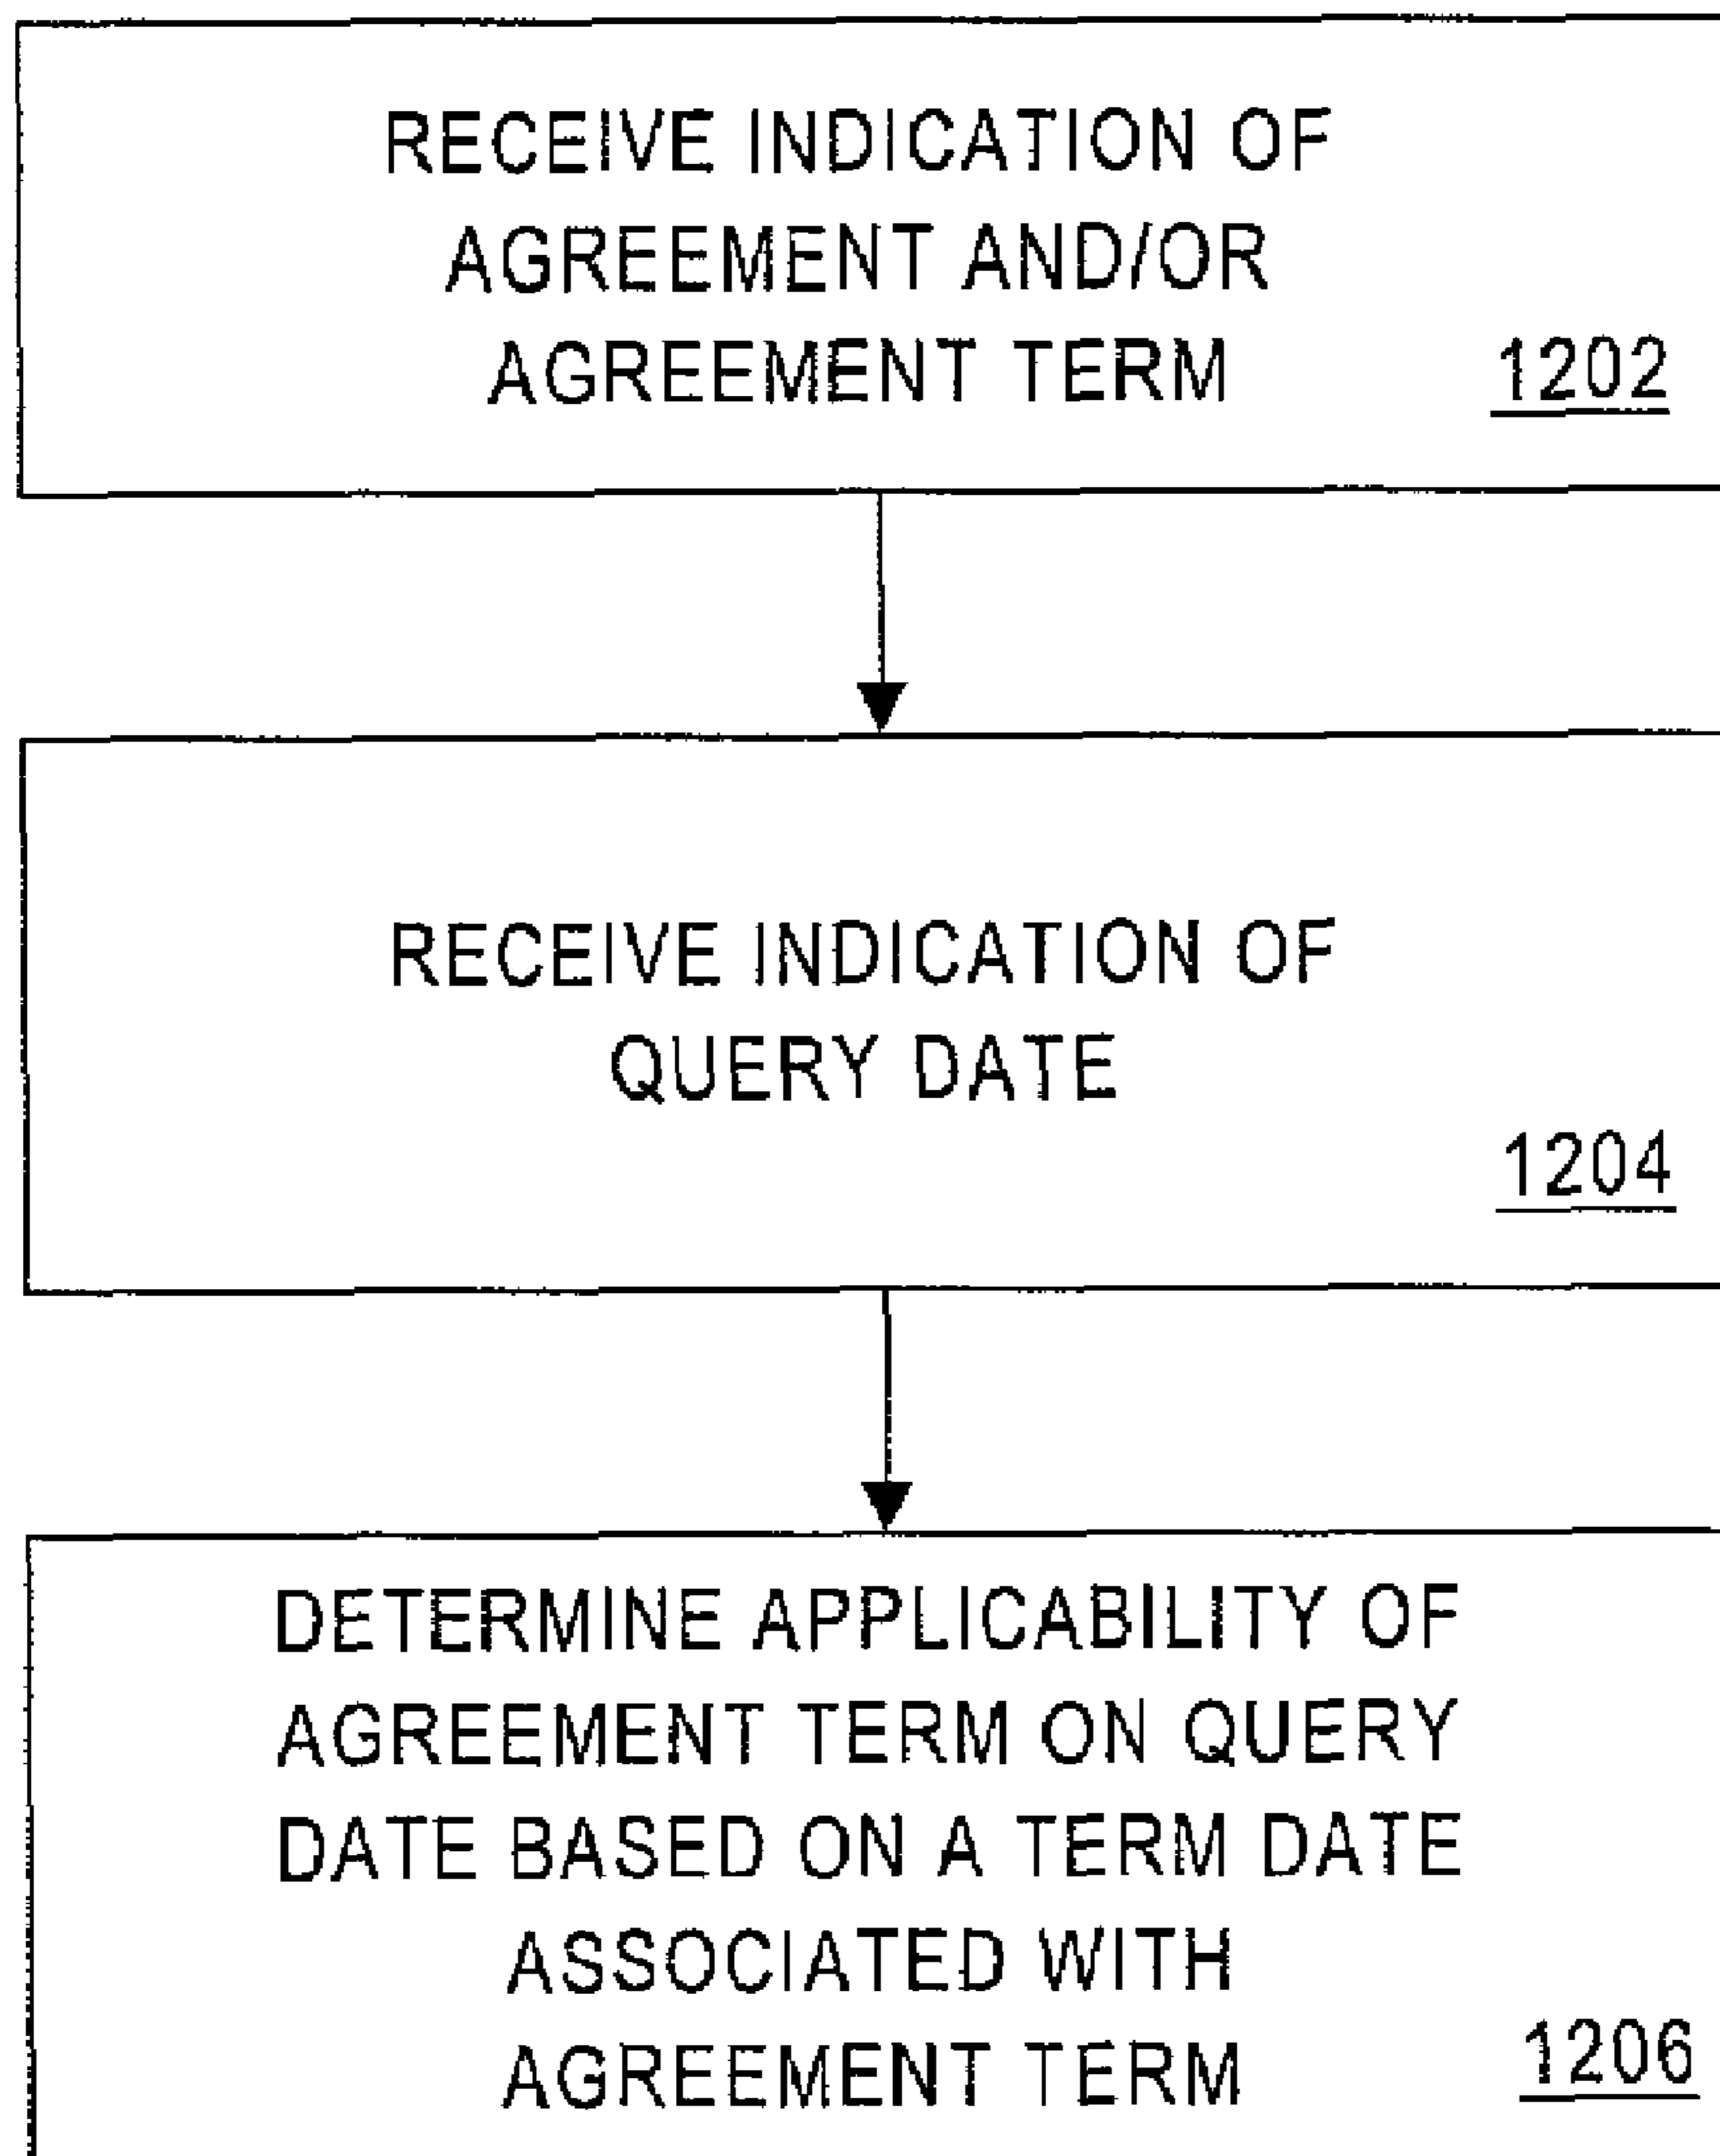 RECEIVE INDICATION OF
AGREEMENT AND/OR
AGREEMENT TERM 1202
RECEIVE INDICATION OF
QUERY DATE
1204
DETERMINE APPLICABILITY OF
AGREEMENT TERM ON QUERY
DATE BASED ON A TERM DATE
ASSOCIATED WITH
AGREEMENT TERM 1206